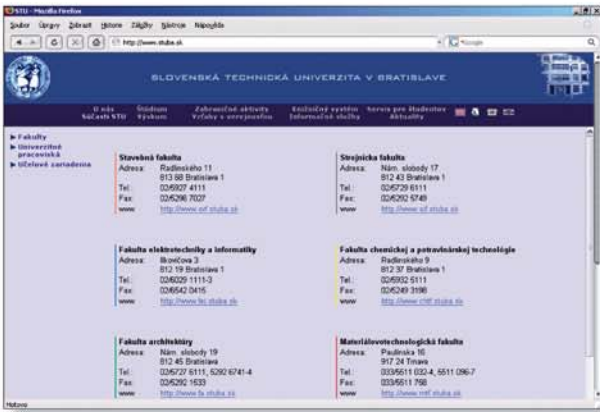 STU - Mozilla Firefox
Soubor Úpravy Zobrazit Historie Záložky Nástroje Nápověda
http://www.stuba.sk
Google
SLOVENSKÁ TECHNICKÁ UNIVERZITA V BRATISLAVE
O nás Štúdium Zahraničné aktivity Knižničný systém Servis pre študentov
Súčasti STU Výskum Vzťahy s verejnosťou Informačné služby Aktuality
Fakulty
Univerzitné pracoviská
Účelové zariadenia
Stavebná fakulta
Adresa: Radlinského 11
813 68 Bratislava 1
Tel.: 02/5927 4111
Fax: 02/5296 7027
www http://www.svf.stuba.sk
Strojnícka fakulta
Adresa: Nám. slobody 17
812 43 Bratislava 1
Tel.: 02/5729 6111
Fax: 02/5292 5749
www http://www.sjf.stuba.sk
Fakulta elektrotechniky a informatiky
Adresa: Ilkovičova 3
812 19 Bratislava 1
Tel.: 02/6029 1111-3
Fax: 02/6542 0415
www http://www.fei.stuba.sk
Fakulta chemickej a potravinárskej technológie
Adresa: Radlinského 9
812 37 Bratislava 1
Tel.: 02/5932 5111
Fax: 02/5249 3198
www http://www.chtf.stuba.sk
Fakulta architektúry
Adresa: Nám. slobody 19
812 45 Bratislava
Tel.: 02/5727 6111, 5292 6741-4
Fax: 02/5292 1533
www http://www.fa.stuba.sk
Materiálovotechnologická fakulta
Adresa: Paulínska 16
917 24 Trnava
Tel.: 033/5511 032-4, 5511 096-7
Fax: 033/5511 758
www http://www.mtf.stuba.sk
Hotovo